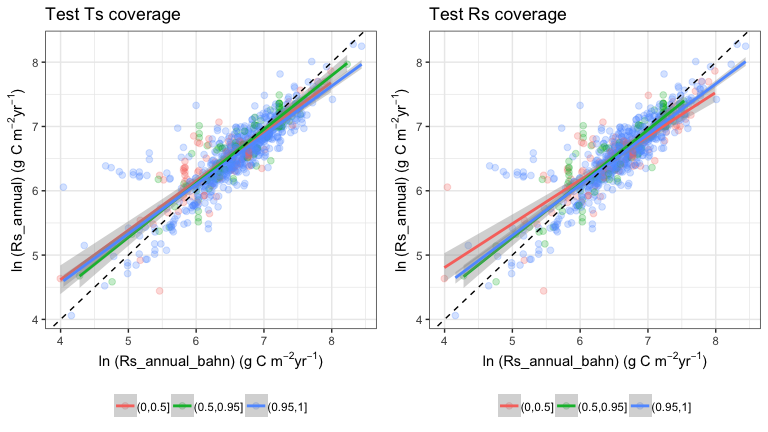 Test Ts coverage
8
7
6
5
4
ln (Rs_annual) (g C m−2yr−1)
4 5 6 7 8
ln (Rs_annual_bahn) (g C m−2yr−1)
(0,0.5] (0.5,0.95] (0.95,1]
Test Rs coverage
8
7
6
5
4
ln (Rs_ annual) (g C m−2yr−1)
4 5 6 7 8
ln (Rs_annual_bahn) (g C m−2yr−1)
(0,0.5] (0.5,0.95] (0.95,1]